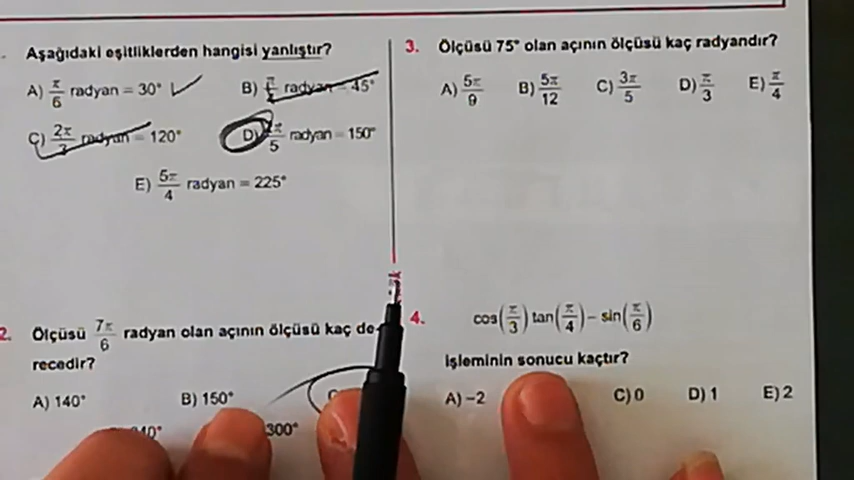 Aşağıdaki eşitliklerden hangisi yanlıştır?
A) π/6 radyan = 30°
B) radyan = 45°
C) 2π/3 radyan = 120°
D) /5 radyan = 150°
E) 5π/4 radyan = 225°
2. Ölçüsü 7π/6 radyan olan açının ölçüsü kaç de-
recedir?
A) 140°
B) 150°
300°
3. Ölçüsü 75° olan açının ölçüsü kaç radyandır?
A) 5π/9 B) 5π/12 C) 3π/5 D) π/3 E) π/4
4. cos(π/3) tan(π/4) – sin(π/6)
işleminin sonucu kaçtır?
A) –2 C) 0 D) 1 E) 2